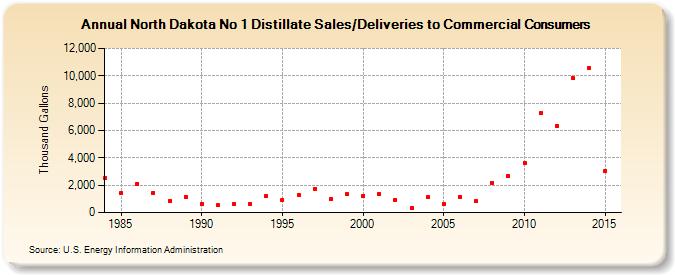 Annual North Dakota No 1 Distillate Sales/Deliveries to Commercial Consumers
Thousand Gallons
12,000
10,000
8,000
6,000
4,000
2,000
0
1985 1990 1995 2000 2005 2010 2015
Source: U.S. Energy Information Administration